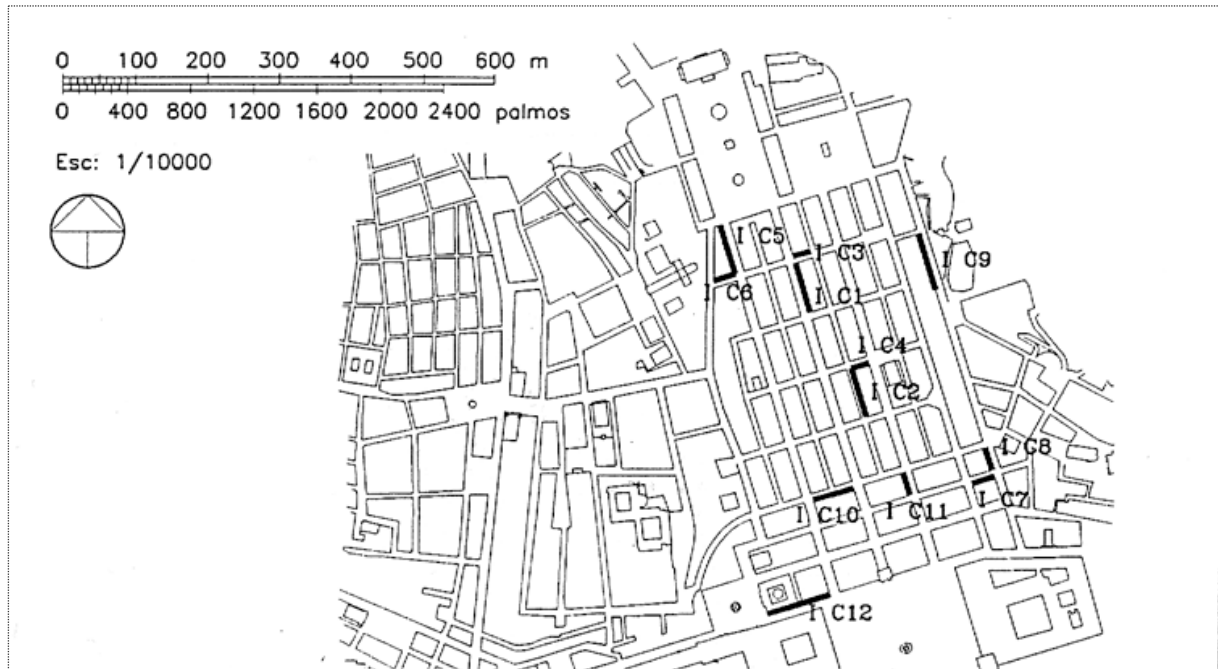 0 100 200 300 400 500 600 m
0 400 800 1200 1600 2000 2400 palmos
Esc: 1/10000
I C5
I C3
I C9
I C6
I C1
I C4
I C2
I C8
I C7
I C10
I C11
I C12